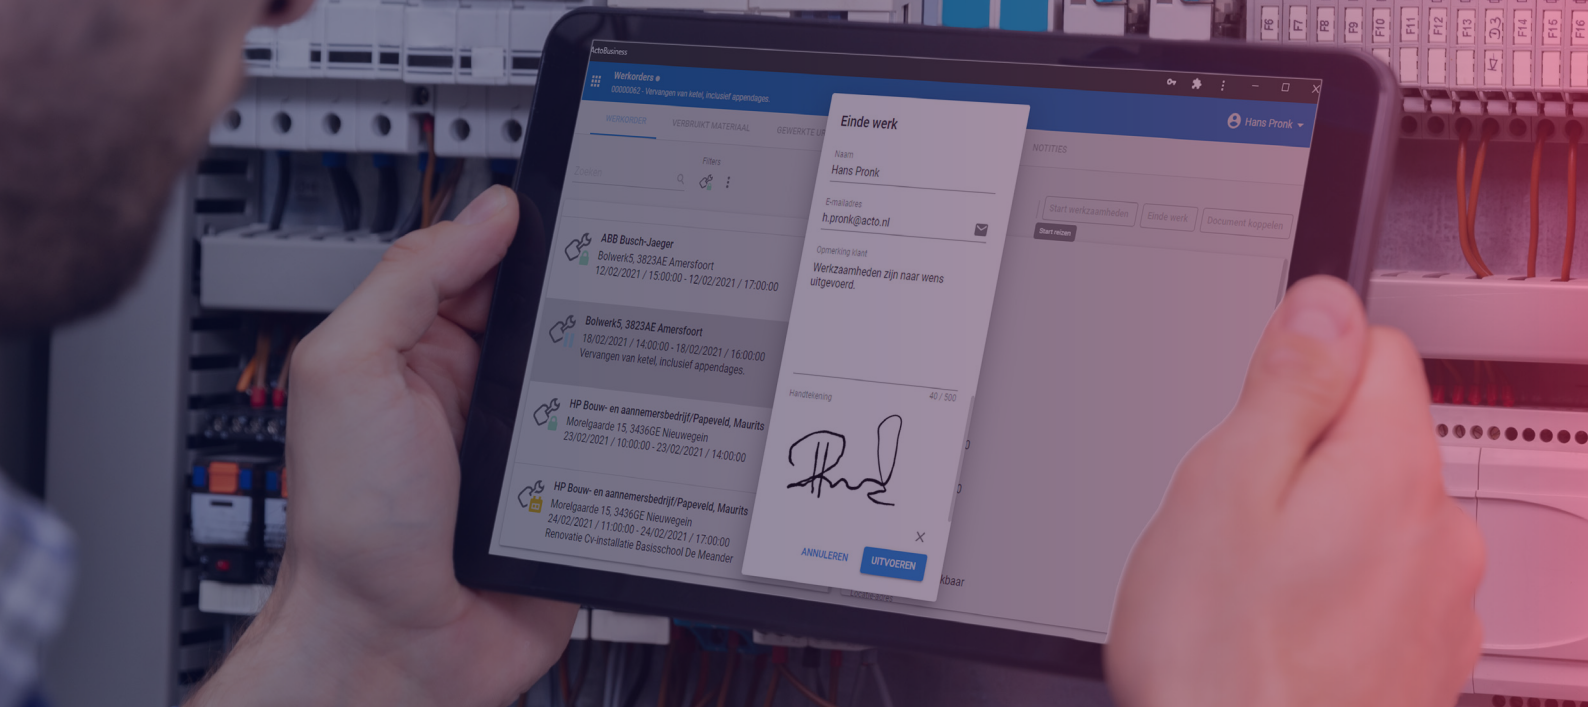 ActoBusiness
Werkorders
00000062 - Vervangen van ketel, inclusief appendages.
Hans Pronk
WERKORDER
VERBRUIKT MATERIAAL
GEWERKTE
NOTITIES
Zoeken
Filters
Start werkzaamheden
Einde werk
Document koppelen
Start reizen
ABB Busch-Jaeger
Bolwerk5, 3823AE Amersfoort
12/02/2021 / 15:00:00 - 12/02/2021 / 17:00:00
Bolwerk5, 3823AE Amersfoort
18/02/2021 / 14:00:00 - 18/02/2021 / 16:00:00
Vervangen van ketel, inclusief appendages.
HP Bouw- en aannemersbedrijf/Papeveld, Maurits
Morelgaarde 15, 3436GE Nieuwegein
23/02/2021 / 10:00:00 - 23/02/2021 / 14:00:00
HP Bouw- en aannemersbedrijf/Papeveld, Maurits
Morelgaarde 15, 3436GE Nieuwegein
24/02/2021 / 11:00:00 - 24/02/2021 / 17:00:00
Renovatie Cv-installatie Basisschool De Meander
Einde werk
Naam
Hans Pronk
E-mailadres
h.pronk@acto.nl
Opmerking klant
Werkzaamheden zijn naar wens
uitgevoerd.
40 / 500
Handtekening
ANNULEREN
UITVOEREN
kbaar
Locatie-adres
F6 F7 F8 F9 F10 F11 F12 F13 F14 F15 F16